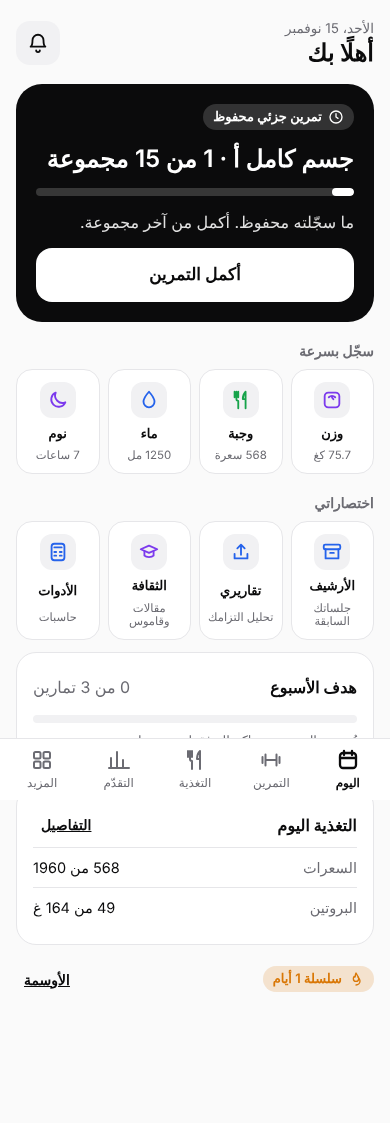 الأحد، 15 نوفمبر
أهلًا بك
تمرين جزئي محفوظ
جسم كامل أ · 1 من 15 مجموعة
ما سجّلته محفوظ. أكمل من آخر مجموعة.
أكمل التمرين
سجّل بسرعة
وزن
75.7 كغ
وجبة
568 سعرة
ماء
1250 مل
نوم
7 ساعات
اختصاراتي
الأرشيف
جلساتك
السابقة
تقاريري
تحليل التزامك
الثقافة
مقالات
وقاموس
الأدوات
حاسبات
هدف الأسبوع
0 من 3 تمارين
اليوم
التمرين
التغذية
التقدّم
المزيد
التغذية اليوم
التفاصيل
السعرات
568 من 1960
البروتين
49 من 164 غ
سلسلة 1 أيام
الأوسمة